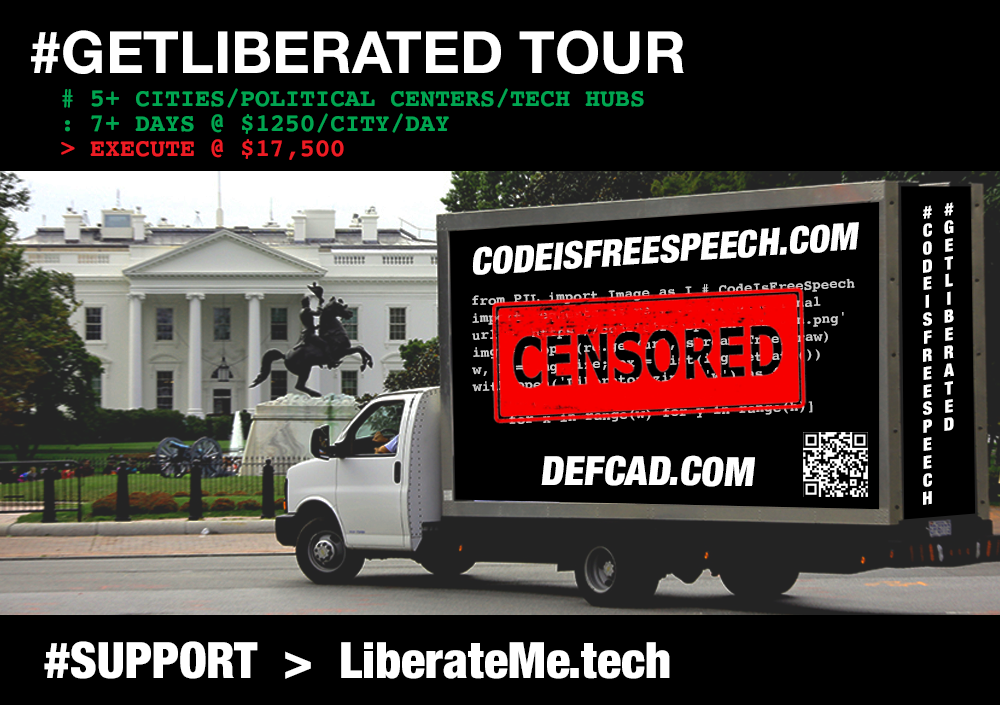 #GETLIBERATED TOUR
# 5+ CITIES/POLITICAL CENTERS/TECH HUBS
: 7+ DAYS @ $1250/CITY/DAY
> EXECUTE @ $17,500
CODEISFREESPEECH.COM
from PIL import Image as I # CodeIsFreeSpeech
CENSORED
for x in range(w) for y in range(h)]
DEFCAD.COM
#CODEISFREESPEECH
#GETLIBERATED
#SUPPORT > LiberateMe.tech